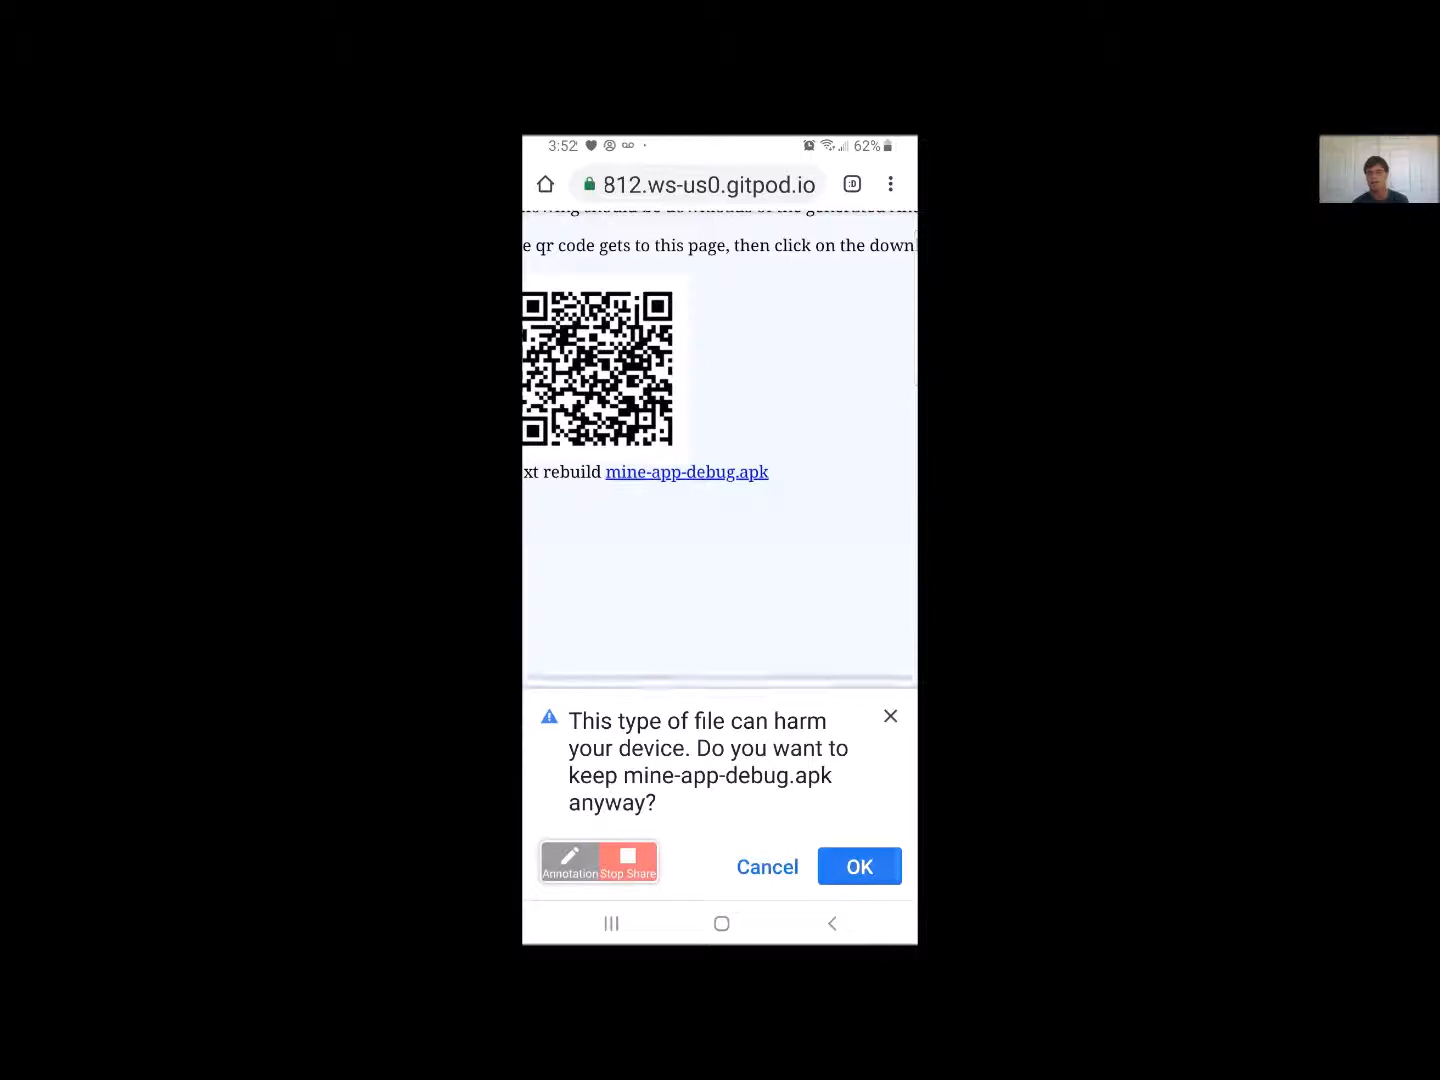 3:52
62%
812.ws-us0.gitpod.io
:D
e qr code gets to this page, then click on the down
xt rebuild mine-app-debug.apk
This type of file can harm
your device. Do you want to
keep mine-app-debug.apk
anyway?
Annotation Stop Share
Cancel
OK